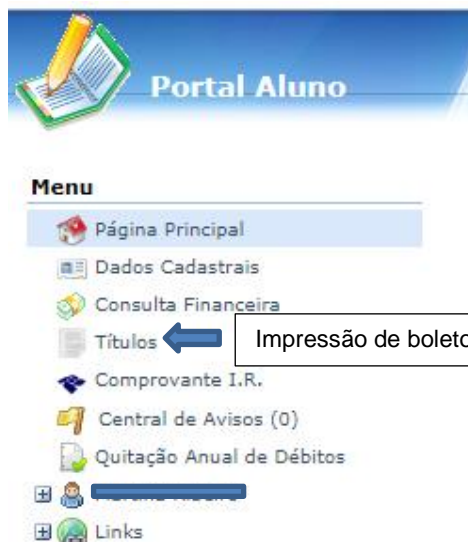 Portal Aluno
Menu
Página Principal
Dados Cadastrais
Consulta Financeira
Títulos
Impressão de boleto
Comprovante I.R.
Central de Avisos (0)
Quitação Anual de Débitos
Links